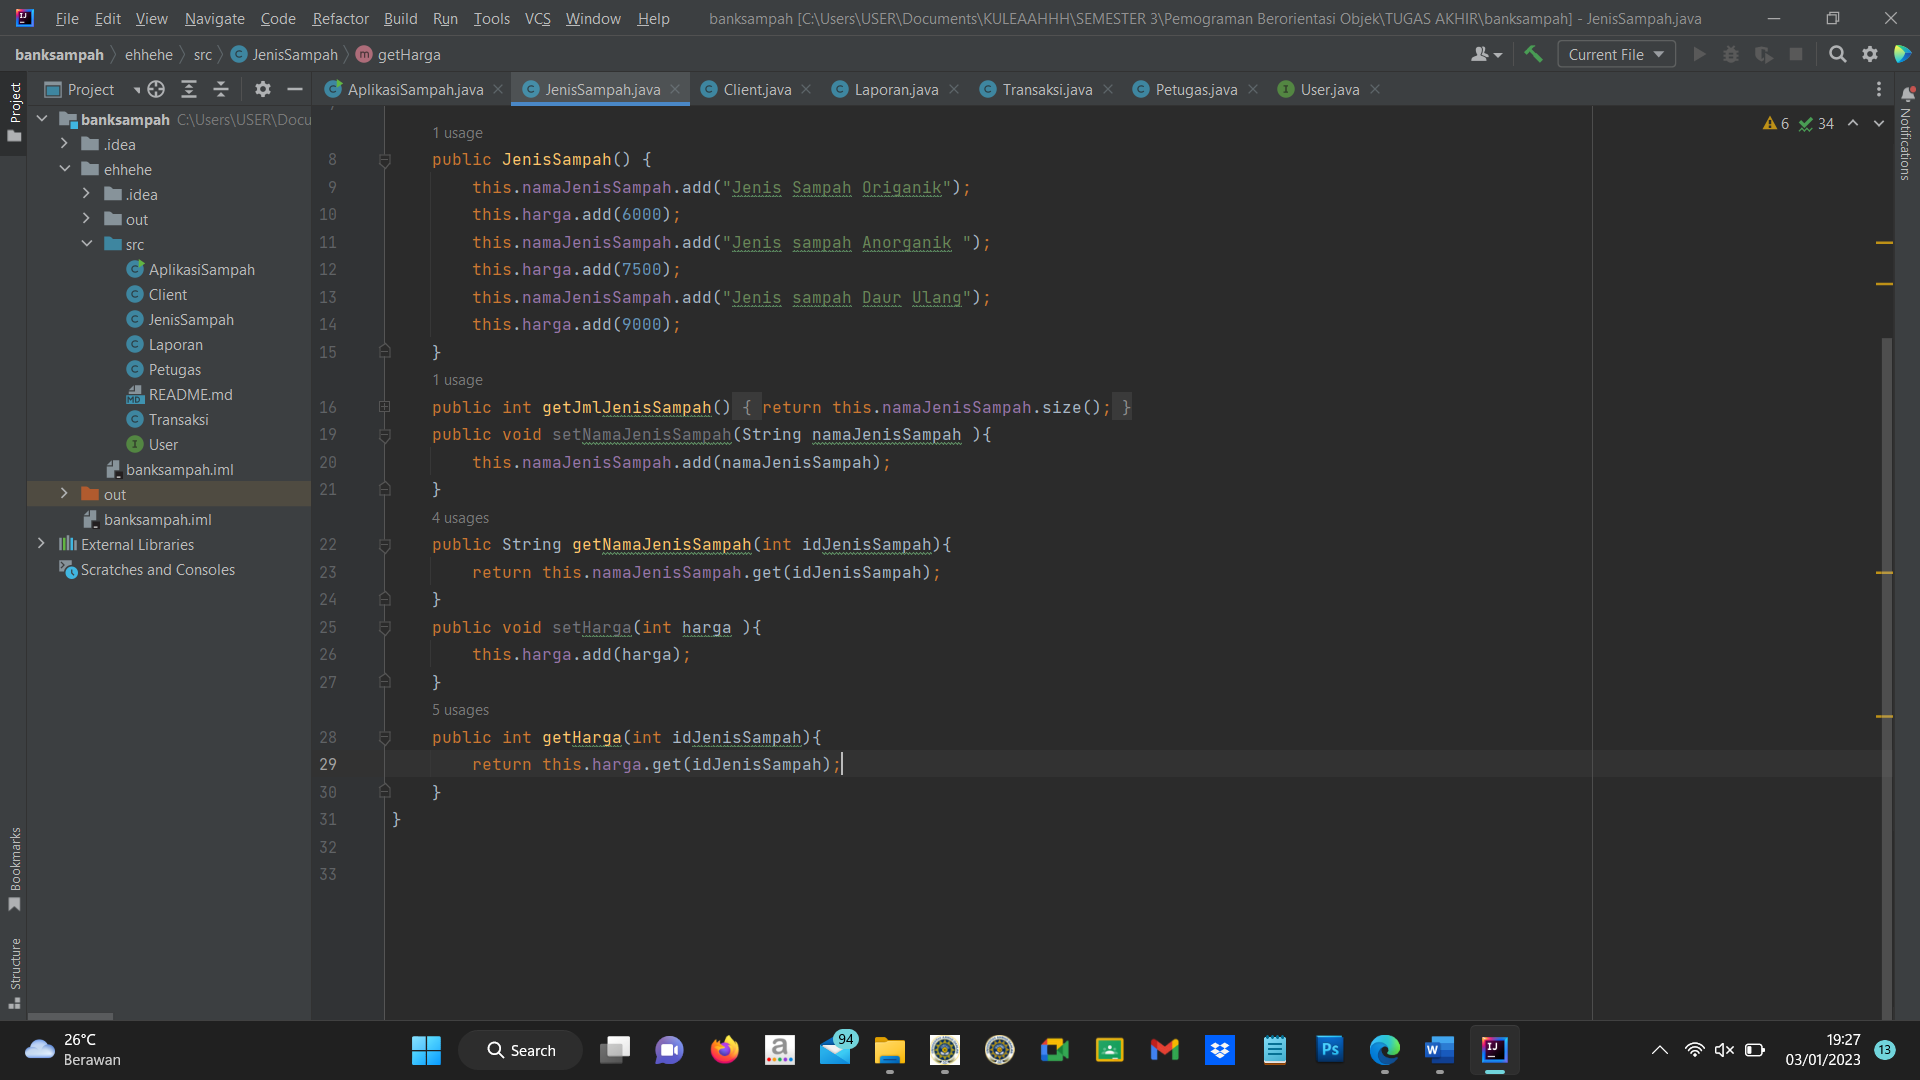 File Edit View Navigate Code Refactor Build Run Tools VCS Window Help banksampah [C:\Users\USER\Documents\KULEAAHHH\SEMESTER 3\Pemograman Berorientasi Objek\TUGAS AKHIR\banksampah] - JenisSampah.java
banksampah ehhehe src JenisSampah getHarga Current File
Project AplikasiSampah.java JenisSampah.java Client.java Laporan.java Transaksi.java Petugas.java User.java
Project
Bookmarks
Structure
Notifications
banksampah C:\Users\USER\Docu
.idea
ehhehe
.idea
out
src
AplikasiSampah
Client
JenisSampah
Laporan
Petugas
README.md
Transaksi
User
banksampah.iml
out
banksampah.iml
External Libraries
Scratches and Consoles
6 34
1 usage
8 public JenisSampah() {
9 this.namaJenisSampah.add("Jenis Sampah Origanik");
10 this.harga.add(6000);
11 this.namaJenisSampah.add("Jenis sampah Anorganik ");
12 this.harga.add(7500);
13 this.namaJenisSampah.add("Jenis sampah Daur Ulang");
14 this.harga.add(9000);
15 }
1 usage
16 public int getJmlJenisSampah() { return this.namaJenisSampah.size(); }
19 public void setNamaJenisSampah(String namaJenisSampah ){
20 this.namaJenisSampah.add(namaJenisSampah);
21 }
4 usages
22 public String getNamaJenisSampah(int idJenisSampah){
23 return this.namaJenisSampah.get(idJenisSampah);
24 }
25 public void setHarga(int harga ){
26 this.harga.add(harga);
27 }
5 usages
28 public int getHarga(int idJenisSampah){
29 return this.harga.get(idJenisSampah);
30 }
31 }
32
33
26°C
Berawan
Search
94
19:27
03/01/2023
13